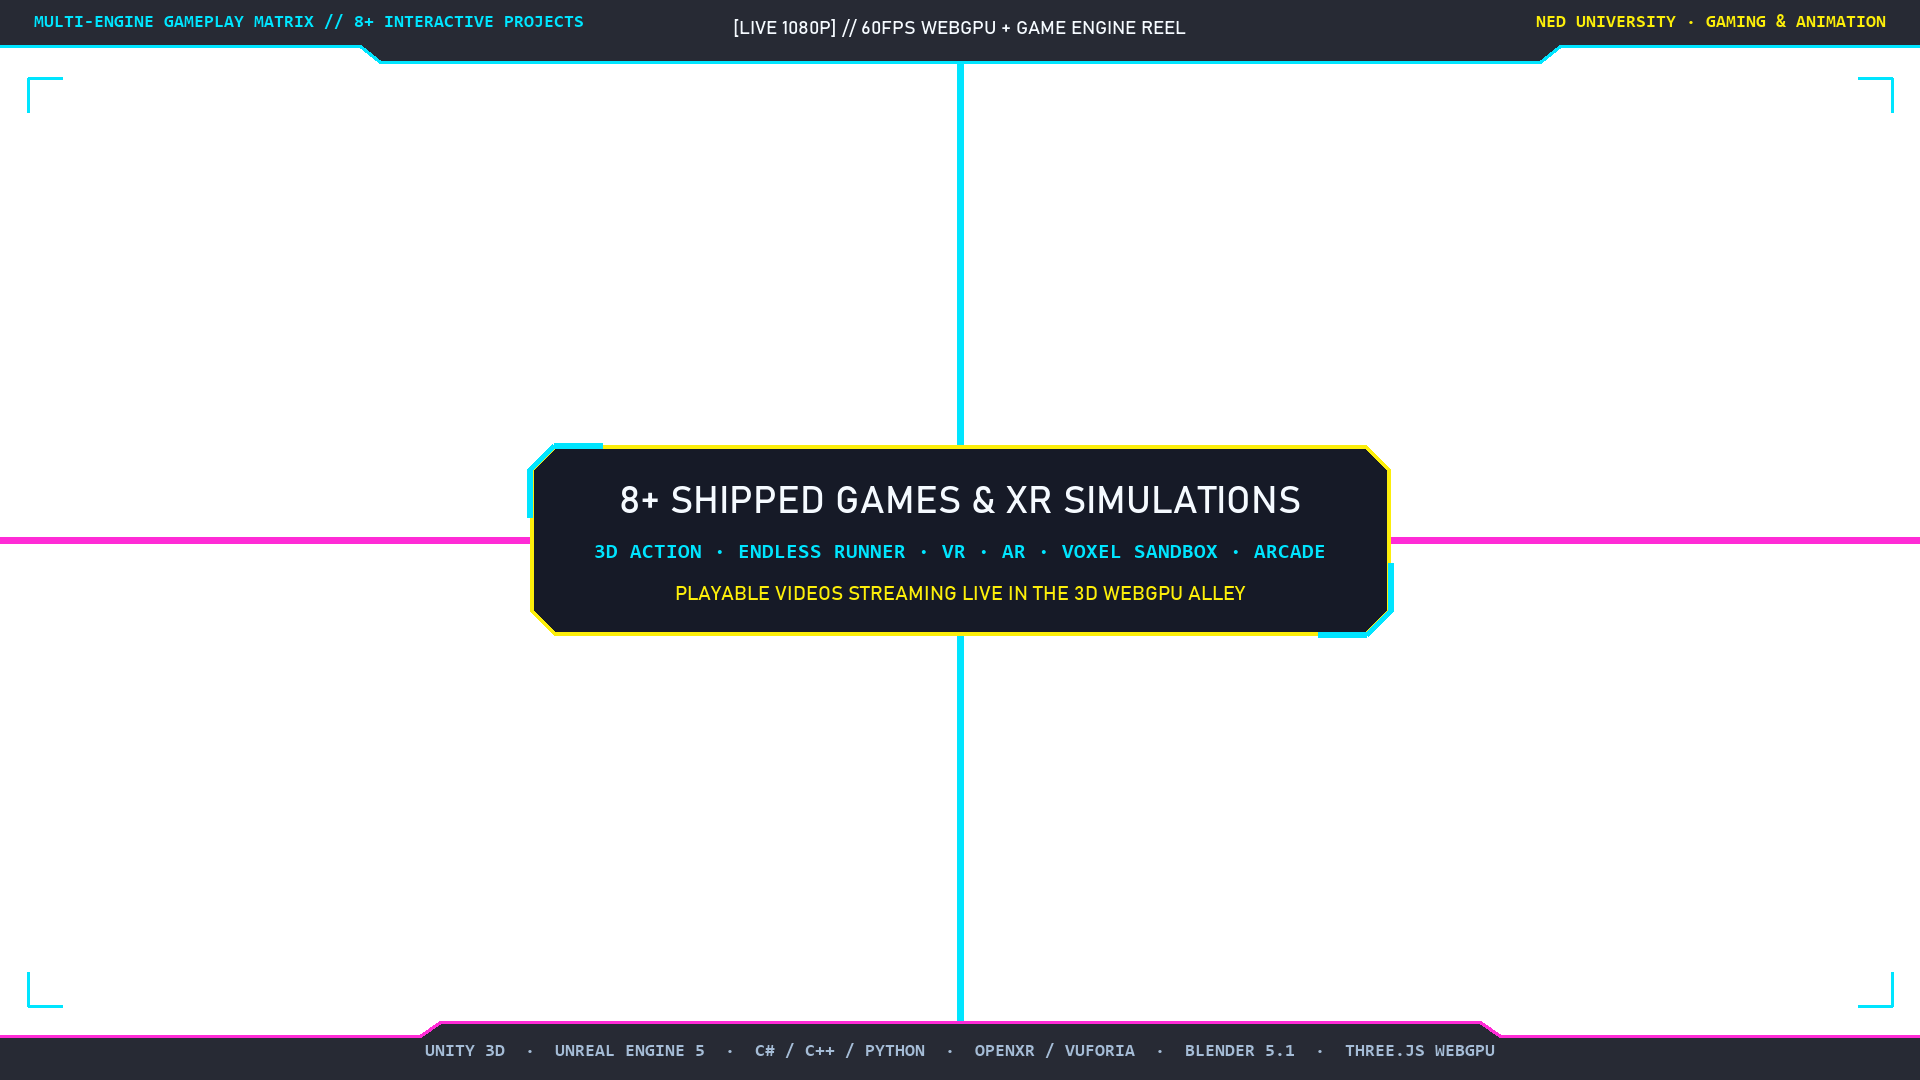 MULTI-ENGINE GAMEPLAY MATRIX // 8+ INTERACTIVE PROJECTS
[LIVE 1080P] // 60FPS WEBGPU + GAME ENGINE REEL
NED UNIVERSITY · GAMING & ANIMATION
8+ SHIPPED GAMES & XR SIMULATIONS
3D ACTION · ENDLESS RUNNER · VR · AR · VOXEL SANDBOX · ARCADE
PLAYABLE VIDEOS STREAMING LIVE IN THE 3D WEBGPU ALLEY
UNITY 3D · UNREAL ENGINE 5 · C# / C++ / PYTHON · OPENXR / VUFORIA · BLENDER 5.1 · THREE.JS WEBGPU